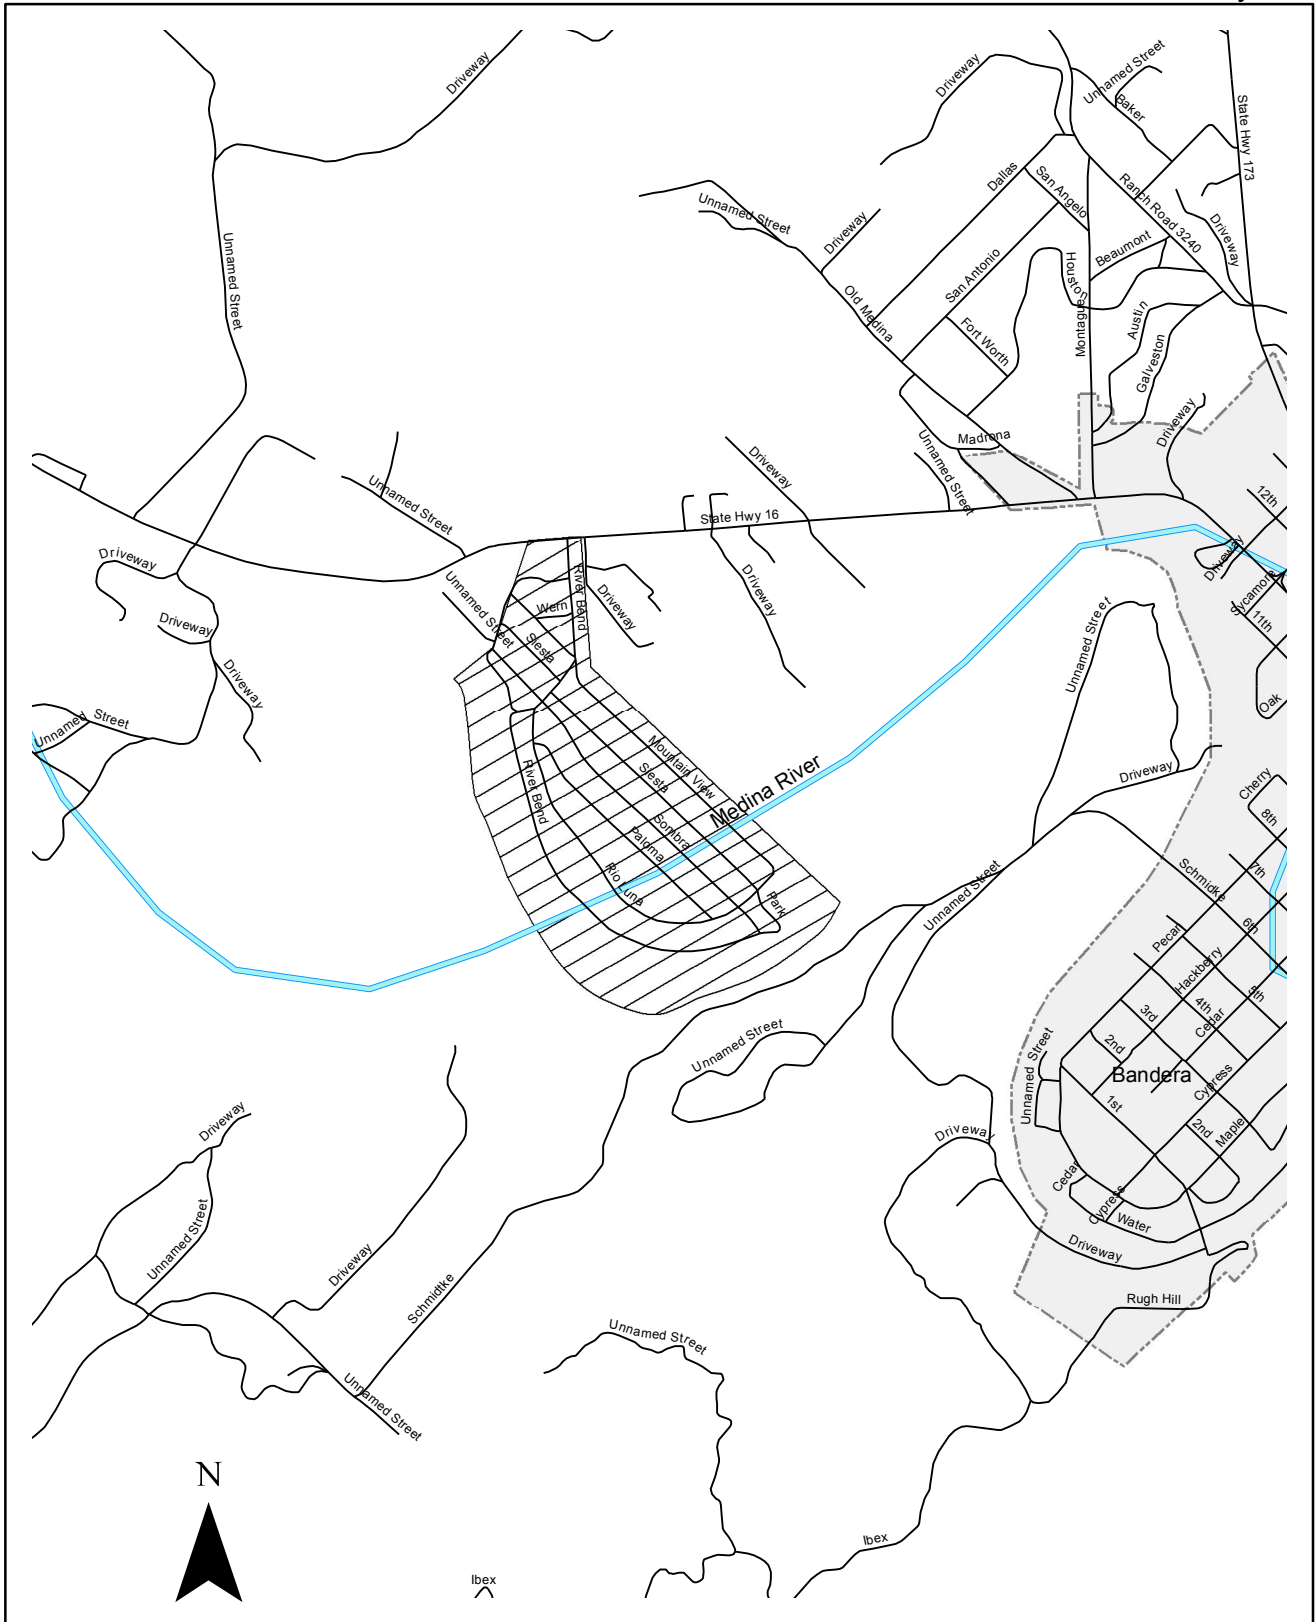 Driveway
Driveway
Unnamed Street
Baker
State Hwy 173
Dallas
San Angelo
Ranch Road 3240
Unnamed Street
Driveway
Driveway
Beaumont
Unnamed Street
San Antonio
Houston
Old Medina
Austin
Montague
Fort Worth
Galveston
Driveway
Madrona
Driveway
Unnamed Street
Unnamed Street
12th
State Hwy 16
Driveway
Driveway
Sycamore
Unnamed Street
River Bend
Driveway
Wern
Driveway
11th
Driveway
Siesta
Unnamed Street
Driveway
Oak
Unnamed Street
Mountain View
Siesta
Medina River
Driveway
Cherry
River Bend
8th
Sombra
Paloma
7th
Rio Luna
Park
Unnamed Street
Schmidke
6th
Pecan
Hackberry
5th
4th
3rd
Cedar
Unnamed Street
2nd
Unnamed Street
Bandera
Cypress
1st
Driveway
2nd
Maple
Driveway
Cedar
Cypress
Water
Unnamed Street
Driveway
Driveway
Schmidtke
Rugh Hill
Unnamed Street
Unnamed Street
N
Ibex
Ibex